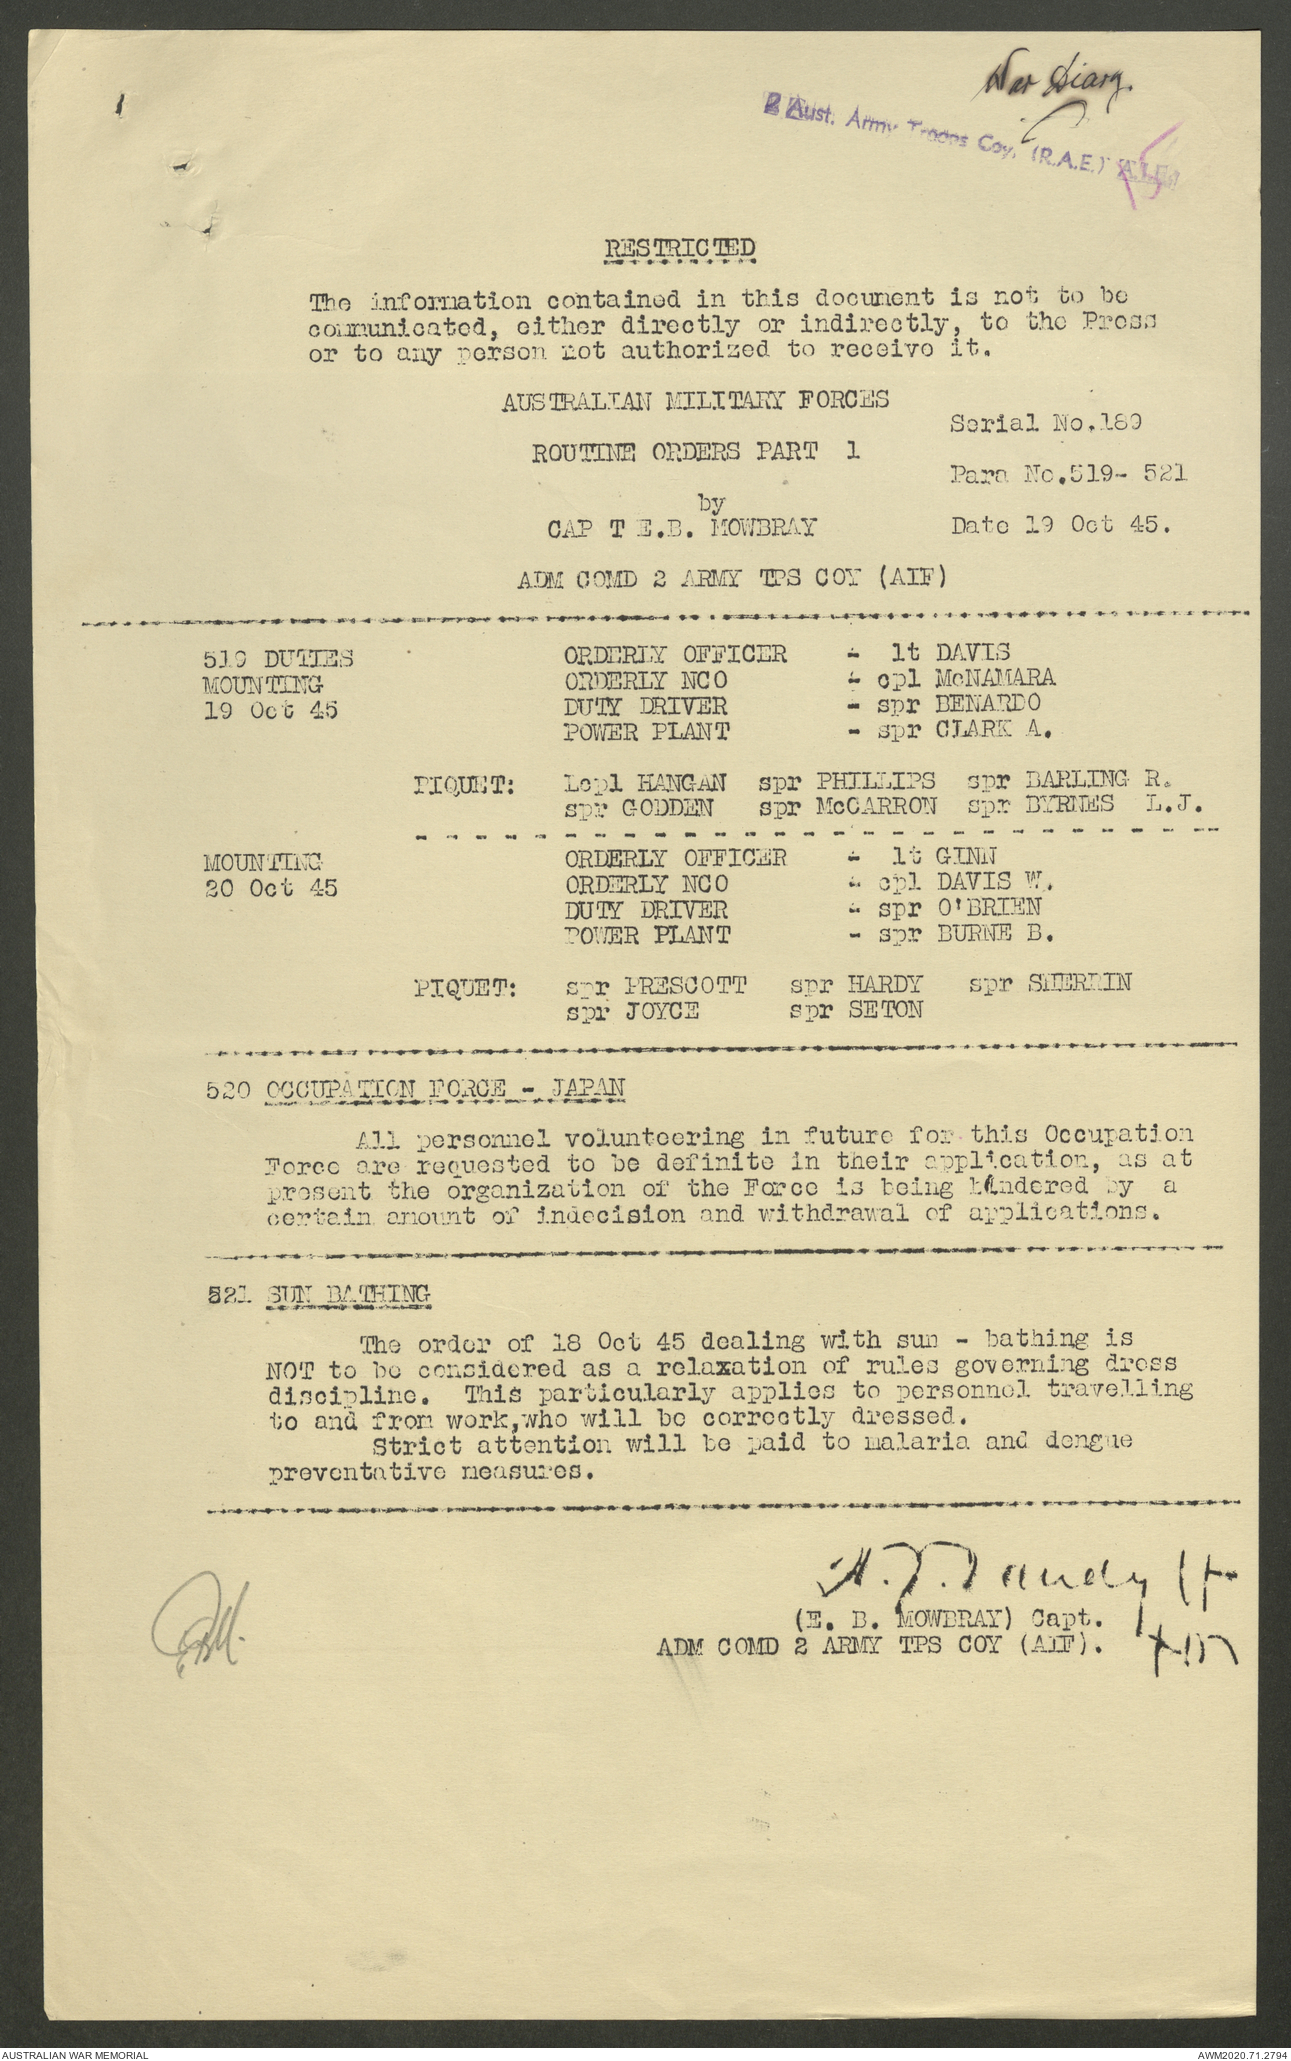 War Diary.
2 Aust. Army Trades Coy. (R.A.E.) A.I.F.
RESTRICTED
The information contained in this document is not to be
communicated, either directly or indirectly, to the Press
or to any person not authorized to receive it.
AUSTRALIAN MILITARY FORCES
Serial No.189
ROUTINE ORDERS PART 1
Para No.519- 521
by
CAPT E.B. MOWBRAY
Date 19 Oct 45.
ADM COMD 2 ARMY TPS COY (AIF)
519 DUTIES ORDERLY OFFICER - lt DAVIS
MOUNTING ORDERLY NCO - cpl McNAMARA
19 Oct 45 DUTY DRIVER - spr BENARDO
POWER PLANT - spr CLARK A.
PIQUET: Lcpl HANGAN spr PHILLIPS spr BARLING R.
spr GODDEN spr McCARRON spr BYRNES L.J.
MOUNTING ORDERLY OFFICER - lt GINN
20 Oct 45 ORDERLY NCO - cpl DAVIS W.
DUTY DRIVER - spr O'BRIEN
POWER PLANT - spr BURNE B.
PIQUET: spr PRESCOTT spr HARDY spr
spr JOYCE spr SETON
520 OCCUPATION FORCE - JAPAN
All personnel volunteering in future for this Occupation
Force are requested to be definite in their application, as at
present the organization of the Force is being hindered by a
certain amount of indecision and withdrawal of applications.
521 SUN BATHING
The order of 18 Oct 45 dealing with sun - bathing is
NOT to be considered as a relaxation of rules governing dress
discipline. This particularly applies to personnel travelling
to and from work,who will be correctly dressed.
Strict attention will be paid to malaria and dengue
preventative measures.
(E. B. MOWBRAY) Capt.
ADM COMD 2 ARMY TPS COY (AIF).
AUSTRALIAN WAR MEMORIAL
AWM2020.71.2794